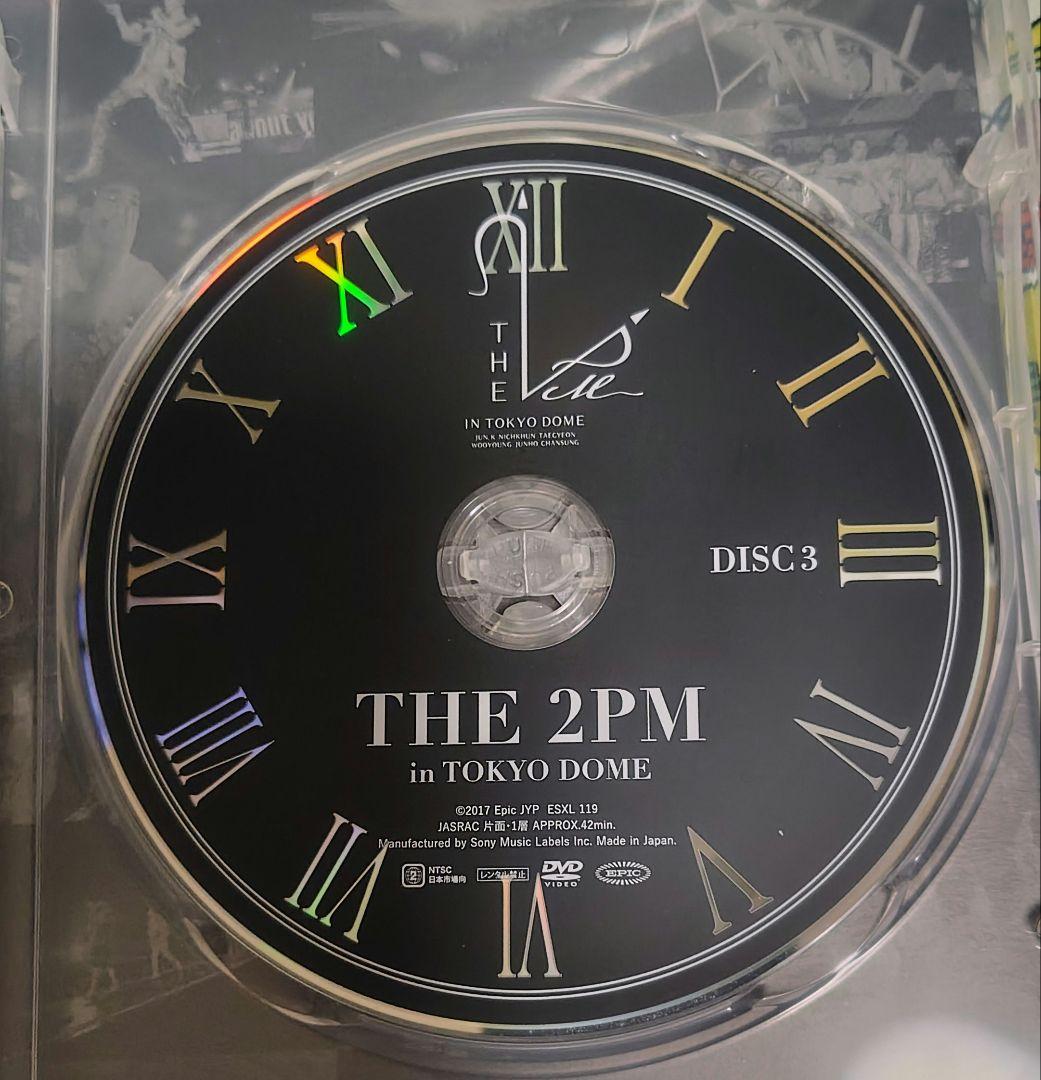 XII
XI
I
X
II
THE
IN TOKYO DOME
JUN. K NICHKHUN TAECYEON
WOOYOUNG JUNHO CHANSUNG
IX
DISC 3
III
VIII
IV
THE 2PM
in TOKYO DOME
©2017 Epic JYP ESXL 119
JASRAC 片面・1層 APPROX.42min.
Manufactured by Sony Music Labels Inc. Made in Japan.
2 NTSC
日本市場向
レンタル禁止
DVD
VIDEO
EPIC
VII
V
VI